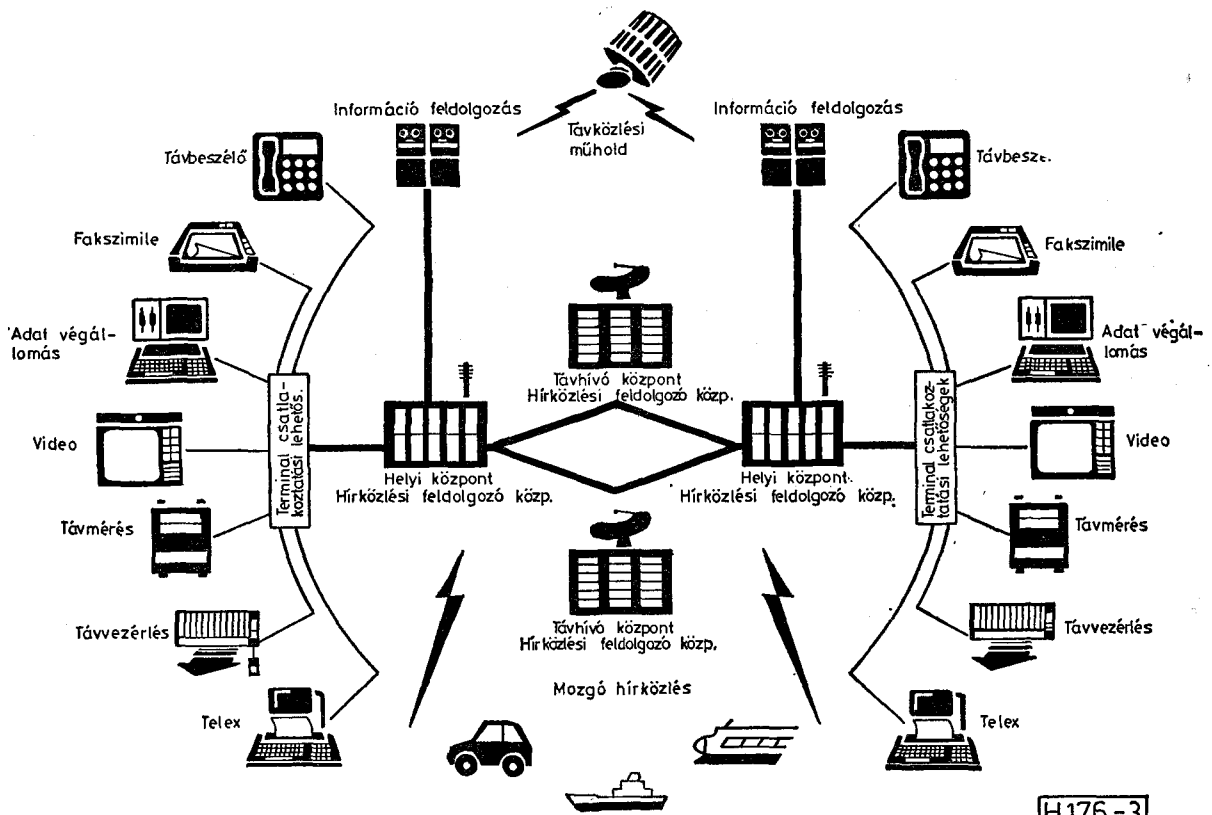 Információ feldolgozás
Információ feldolgozás
Távközlési
műhold
Távbeszélő
Fakszimile
Adat végál-
lomás
Video
Távmérés
Távvezérlés
Telex
Terminal csatla-
koztatási lehetős.
Helyi központ
Hírközlési feldolgozó közp.
Távhívó központ
Hírközlési feldolgozó közp.
Távhívó központ
Hírközlési feldolgozó közp.
Mozgó hírközlés
Helyi központ
Hírközlési feldolgozó közp.
Terminal csatlakoz-
tatási lehetőségek
Távbesz.
Fakszimile
Adat végál-
lomás
Video
Távmérés
Távvezérlés
Telex
H176-3